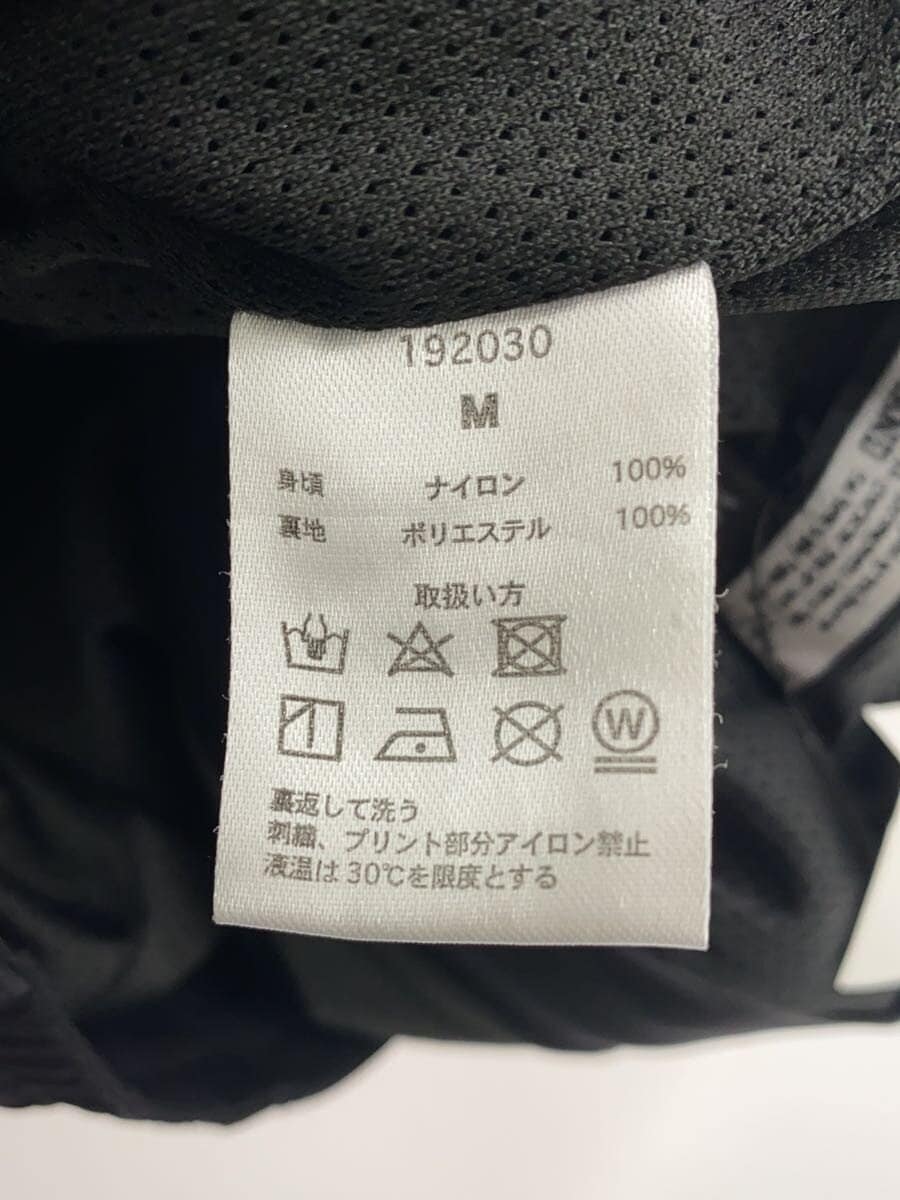 192030
M
身頃 ナイロン 100%
裏地 ポリエステル 100%
取扱い方
W
裏返して洗う
刺繍、プリント部分アイロン禁止
液温は30℃を限度とする